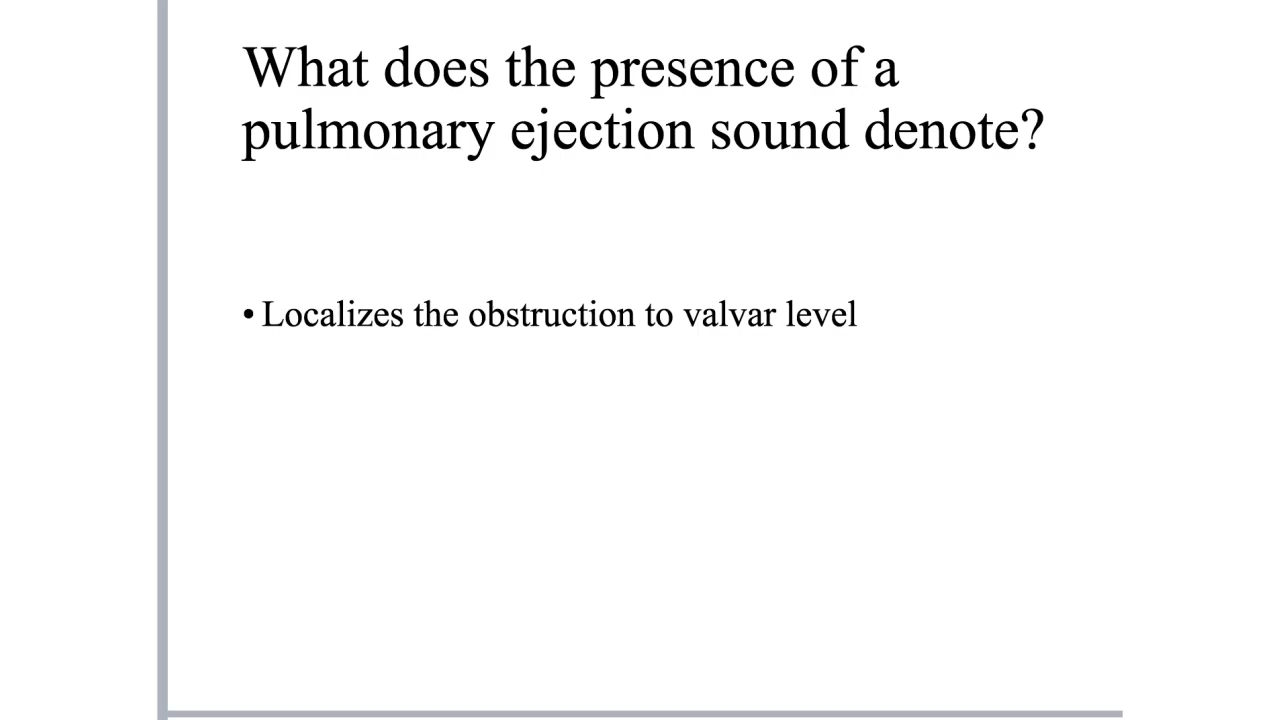 What does the presence of a
pulmonary ejection sound denote?
• Localizes the obstruction to valvar level